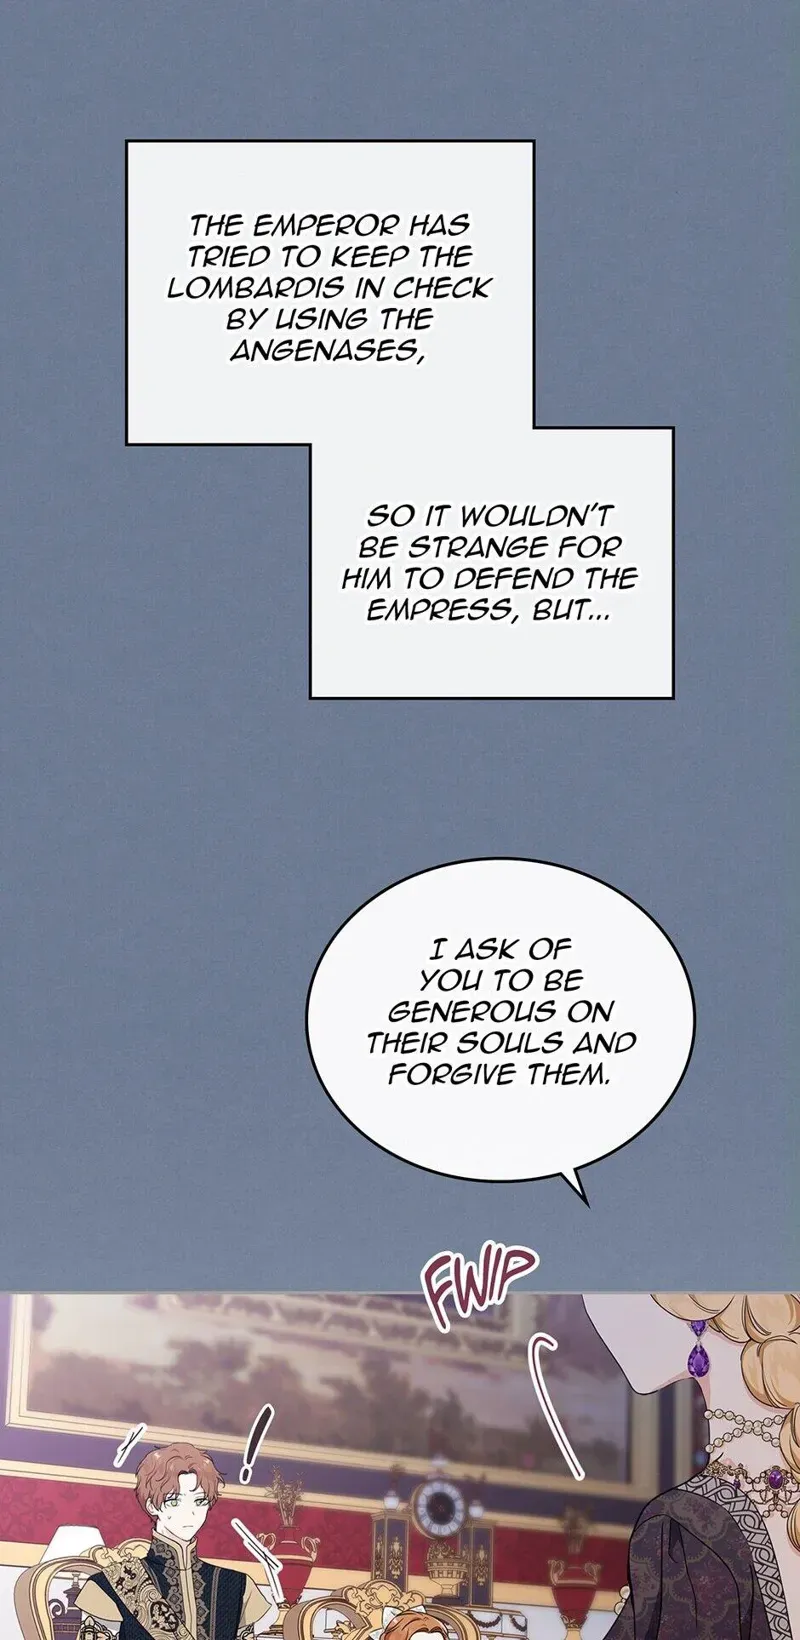 THE EMPEROR HAS
TRIED TO KEEP THE
LOMBARDIS IN CHECK
BY USING THE
ANGENASES,
SO IT WOULDN'T
BE STRANGE FOR
HIM TO DEFEND THE
EMPRESS, BUT...
I ASK OF
YOU TO BE
GENEROUS ON
THEIR SOULS AND
FORGIVE THEM.
FWIP
!